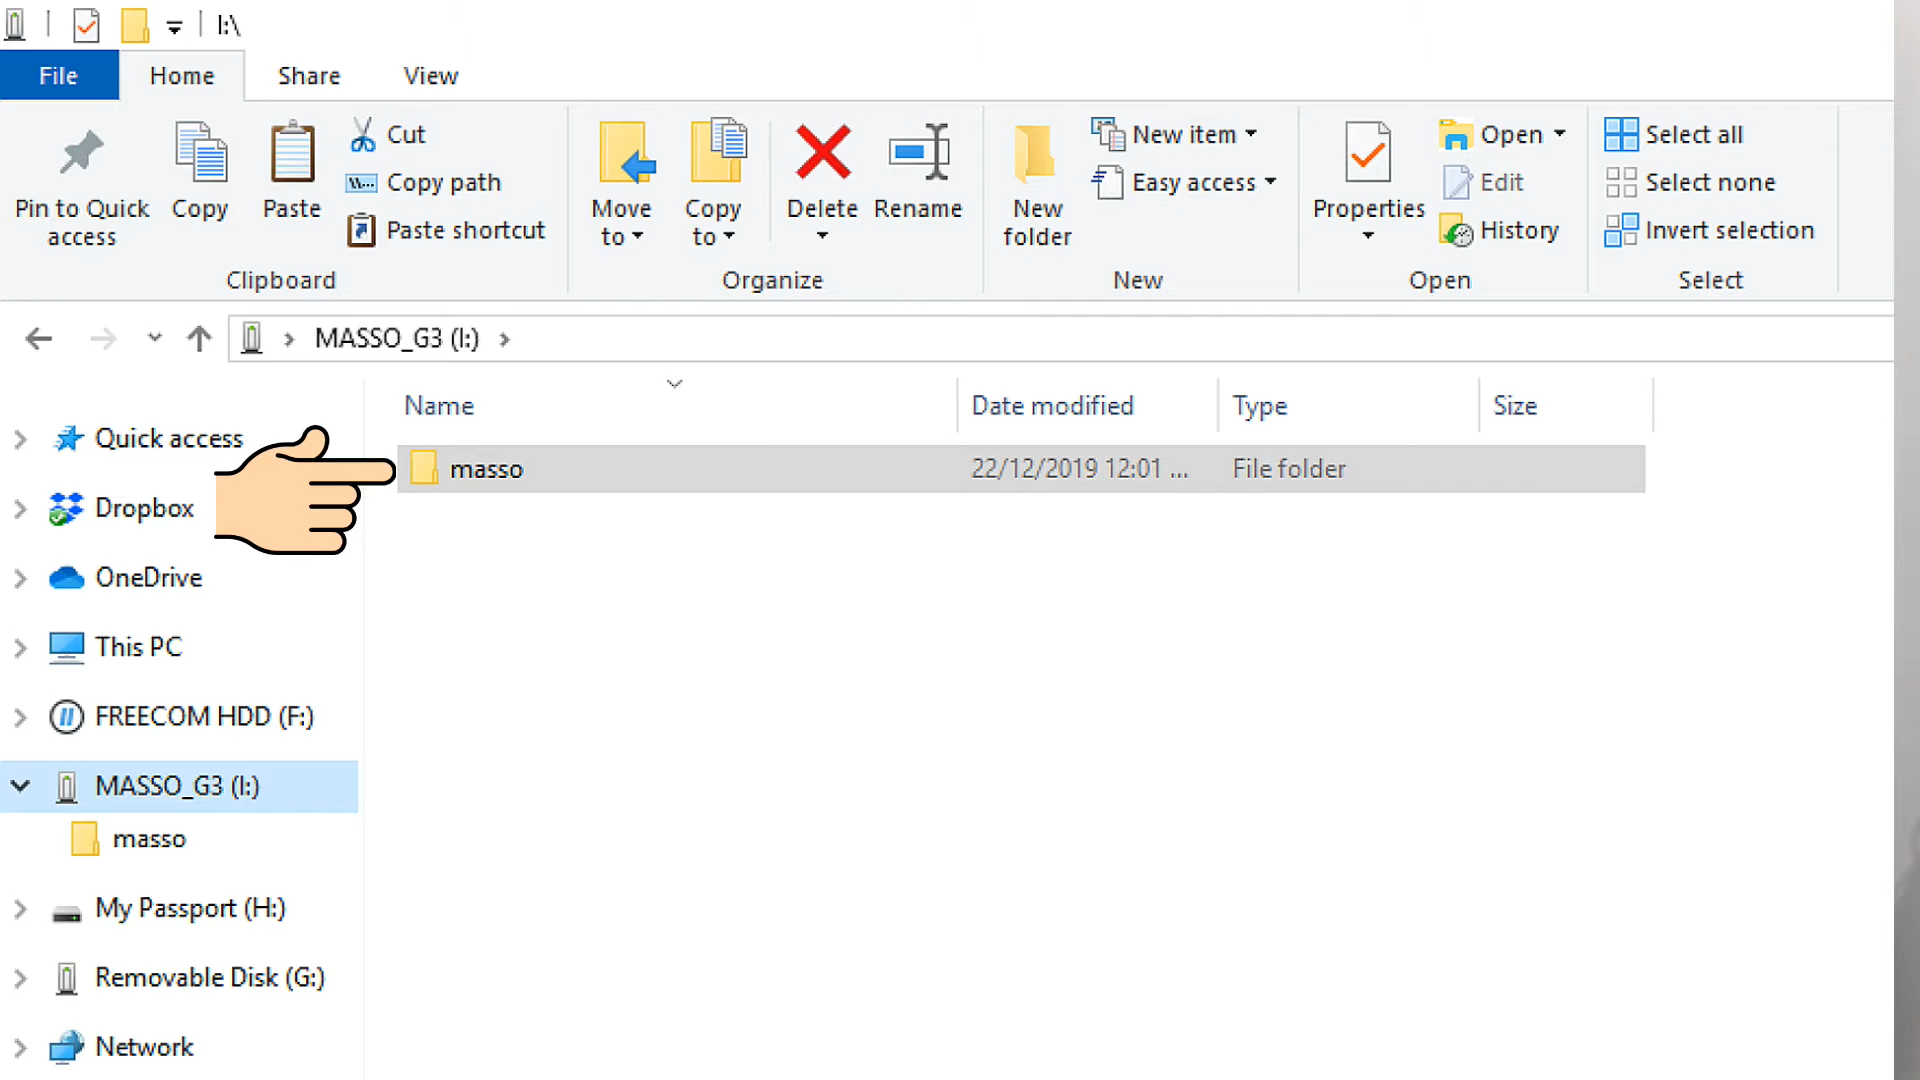 I:\
File
Home
Share
View
Pin to Quick access
Copy
Paste
Cut
Copy path
Paste shortcut
Clipboard
Move to
Copy to
Delete
Rename
Organize
New folder
New item
Easy access
New
Properties
Open
Edit
History
Open
Select all
Select none
Invert selection
Select
MASSO_G3 (I:)
Name
Date modified
Type
Size
masso
22/12/2019 12:01 ...
File folder
Quick access
Dropbox
OneDrive
This PC
FREECOM HDD (F:)
MASSO_G3 (I:)
masso
My Passport (H:)
Removable Disk (G:)
Network